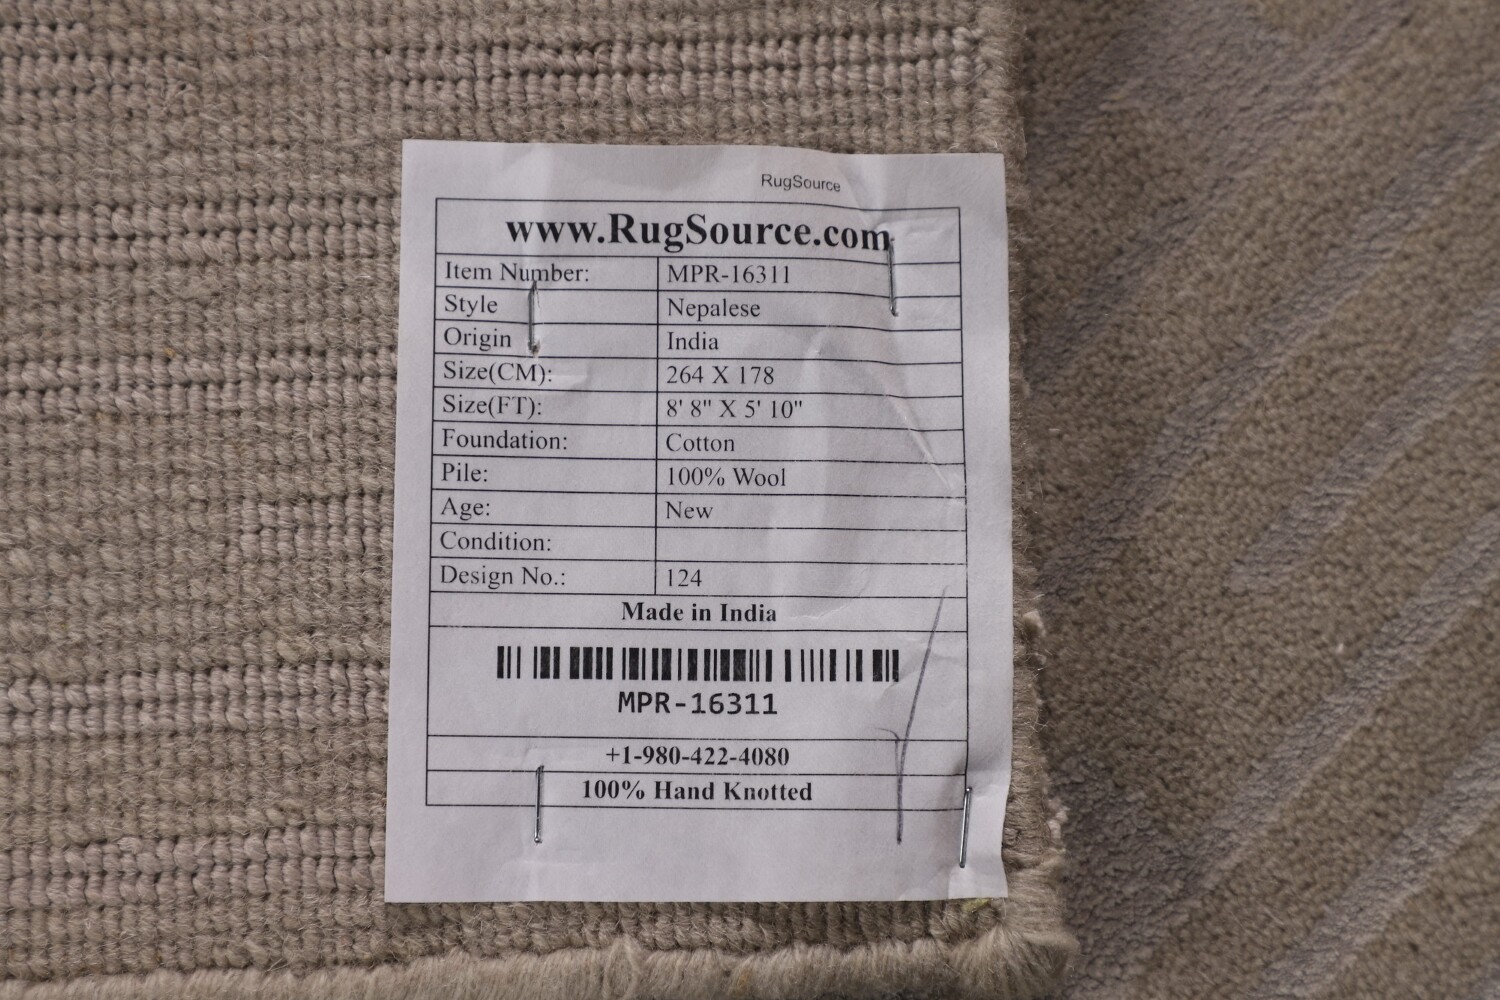 RugSource
www.RugSource.com
Item Number: MPR-16311
Style Nepalese
Origin India
Size(CM): 264 X 178
Size(FT): 8' 8" X 5' 10"
Foundation: Cotton
Pile: 100% Wool
Age: New
Condition:
Design No.: 124
Made in India
MPR-16311
+1-980-422-4080
100% Hand Knotted